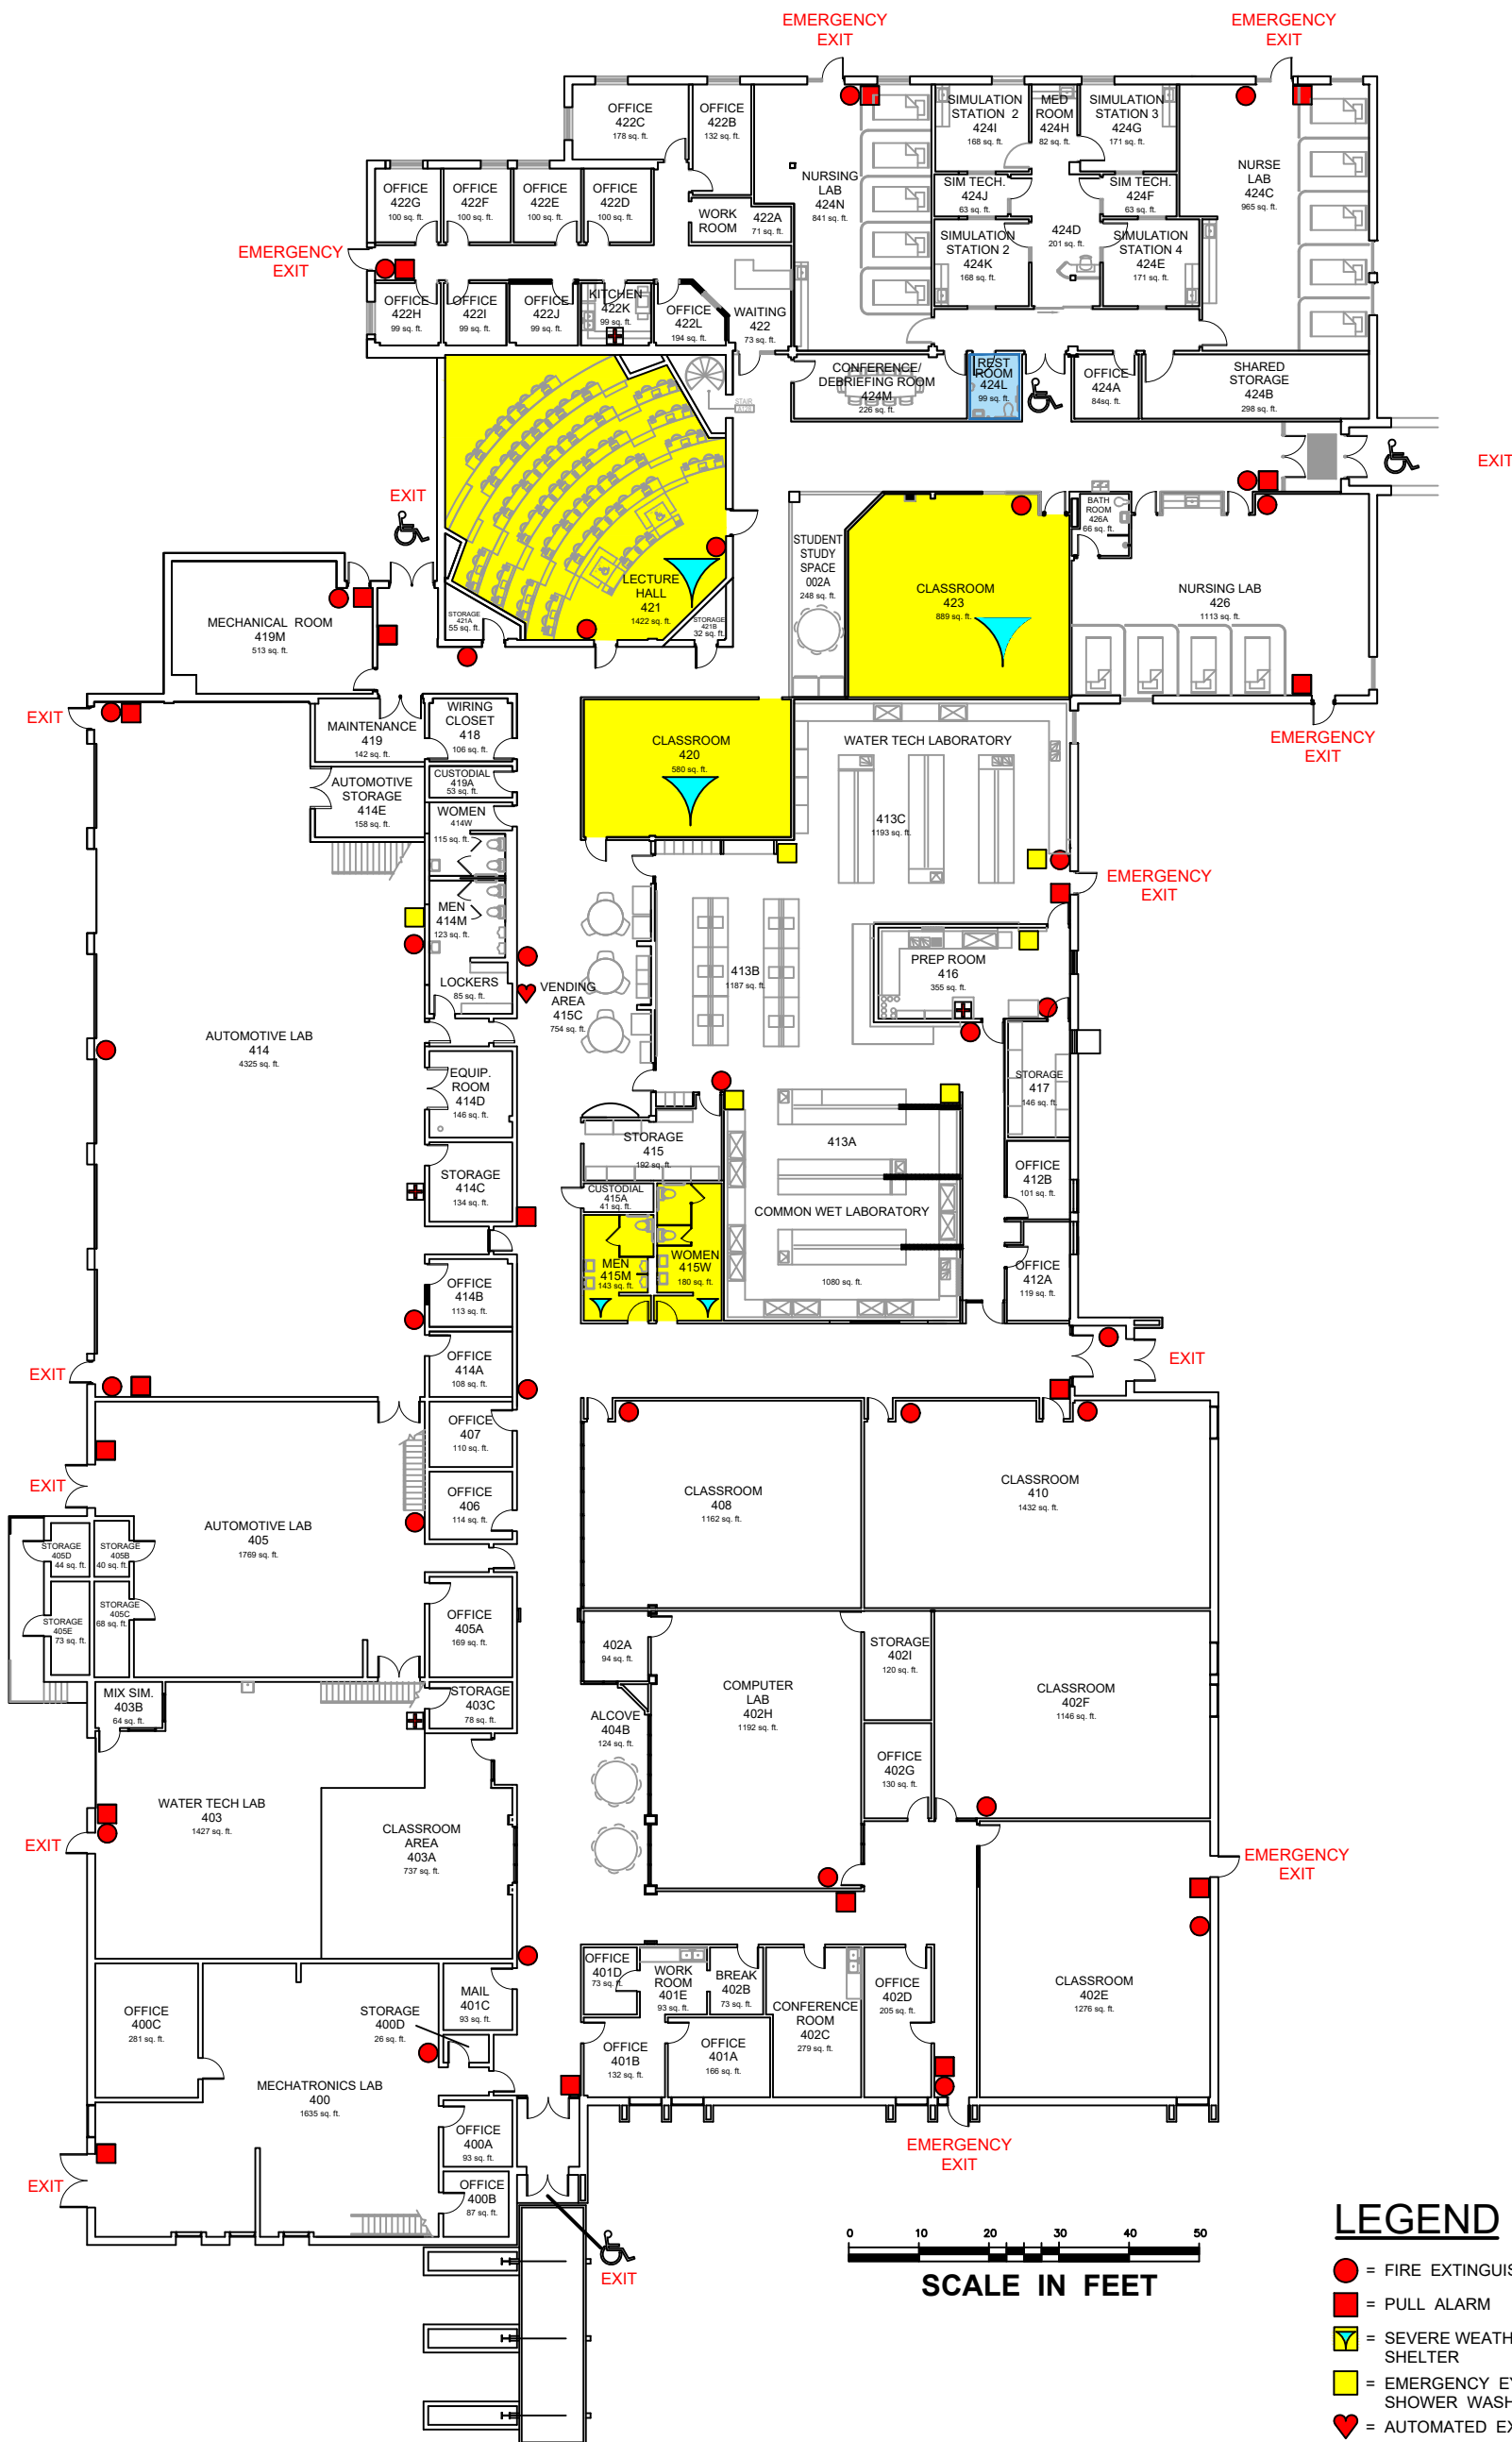 EMERGENCY
EXIT
EMERGENCY
EXIT
OFFICE
422C
178 sq. ft.
OFFICE
422B
132 sq. ft.
SIMULATION
STATION 2
424I
168 sq. ft.
MED
ROOM
424H
82 sq. ft.
SIMULATION
STATION 3
424G
171 sq. ft.
NURSING
LAB
424N
841 sq. ft.
NURSE
LAB
424C
965 sq. ft.
OFFICE
422G
100 sq. ft.
OFFICE
422F
100 sq. ft.
OFFICE
422E
100 sq. ft.
OFFICE
422D
100 sq. ft.
SIM TECH.
424J
63 sq. ft.
SIM TECH.
424F
63 sq. ft.
WORK
ROOM
422A
71 sq. ft.
424D
201 sq. ft.
SIMULATION
STATION 2
424K
168 sq. ft.
SIMULATION
STATION 4
424E
171 sq. ft.
EMERGENCY
EXIT
OFFICE
422H
99 sq. ft.
OFFICE
422I
99 sq. ft.
OFFICE
422J
99 sq. ft.
KITCHEN
422K
99 sq. ft.
OFFICE
422L
194 sq. ft.
WAITING
422
73 sq. ft.
CONFERENCE/
DEBRIEFING ROOM
424M
226 sq. ft.
REST
ROOM
424L
99 sq. ft.
OFFICE
424A
84sq. ft.
SHARED
STORAGE
424B
298 sq. ft.
STAIR
EXIT
EXIT
LECTURE
HALL
421
1422 sq. ft.
STORAGE
421A
55 sq. ft.
STORAGE
421B
32 sq. ft.
STUDENT
STUDY
SPACE
002A
248 sq. ft.
CLASSROOM
423
889 sq. ft.
BATH
ROOM
426A
66 sq. ft.
NURSING LAB
426
1113 sq. ft.
MECHANICAL ROOM
419M
513 sq. ft.
EXIT
MAINTENANCE
419
142 sq. ft.
WIRING
CLOSET
418
106 sq. ft.
CLASSROOM
420
580 sq. ft.
WATER TECH LABORATORY
EMERGENCY
EXIT
AUTOMOTIVE
STORAGE
414E
158 sq. ft.
CUSTODIAL
419A
53 sq. ft.
WOMEN
414W
115 sq. ft.
413C
1193 sq. ft.
EMERGENCY
EXIT
MEN
414M
123 sq. ft.
LOCKERS
85 sq. ft.
VENDING
AREA
415C
754 sq. ft.
413B
1187 sq. ft.
PREP ROOM
416
355 sq. ft.
AUTOMOTIVE LAB
414
4325 sq. ft.
EQUIP.
ROOM
414D
146 sq. ft.
STORAGE
417
146 sq. ft.
STORAGE
415
192 sq. ft.
413A
STORAGE
414C
134 sq. ft.
OFFICE
412B
101 sq. ft.
CUSTODIAL
415A
41 sq. ft.
COMMON WET LABORATORY
1080 sq. ft.
MEN
415M
143 sq. ft.
WOMEN
415W
180 sq. ft.
OFFICE
412A
119 sq. ft.
OFFICE
414B
113 sq. ft.
EXIT
OFFICE
414A
108 sq. ft.
EXIT
OFFICE
407
110 sq. ft.
EXIT
OFFICE
406
114 sq. ft.
CLASSROOM
408
1162 sq. ft.
CLASSROOM
410
1432 sq. ft.
AUTOMOTIVE LAB
405
1769 sq. ft.
STORAGE
405D
44 sq. ft.
STORAGE
405B
40 sq. ft.
STORAGE
405E
73 sq. ft.
STORAGE
405C
68 sq. ft.
OFFICE
405A
169 sq. ft.
402A
94 sq. ft.
STORAGE
402I
120 sq. ft.
COMPUTER
LAB
402H
1192 sq. ft.
CLASSROOM
402F
1146 sq. ft.
MIX SIM.
403B
64 sq. ft.
STORAGE
403C
78 sq. ft.
ALCOVE
404B
124 sq. ft.
OFFICE
402G
130 sq. ft.
WATER TECH LAB
403
1427 sq. ft.
CLASSROOM
AREA
403A
737 sq. ft.
EXIT
EMERGENCY
EXIT
OFFICE
401D
73 sq. ft.
WORK
ROOM
401E
93 sq. ft.
BREAK
402B
73 sq. ft.
CONFERENCE
ROOM
402C
279 sq. ft.
OFFICE
402D
205 sq. ft.
CLASSROOM
402E
1276 sq. ft.
OFFICE
400C
281 sq. ft.
STORAGE
400D
26 sq. ft.
MAIL
401C
93 sq. ft.
OFFICE
401B
132 sq. ft.
OFFICE
401A
166 sq. ft.
MECHATRONICS LAB
400
1635 sq. ft.
OFFICE
400A
93 sq. ft.
EMERGENCY
EXIT
EXIT
OFFICE
400B
87 sq. ft.
EXIT
0 10 20 30 40 50
SCALE IN FEET
LEGEND
= FIRE EXTINGUIS
= PULL ALARM
= SEVERE WEATH
SHELTER
= EMERGENCY EY
SHOWER WASH
= AUTOMATED EX